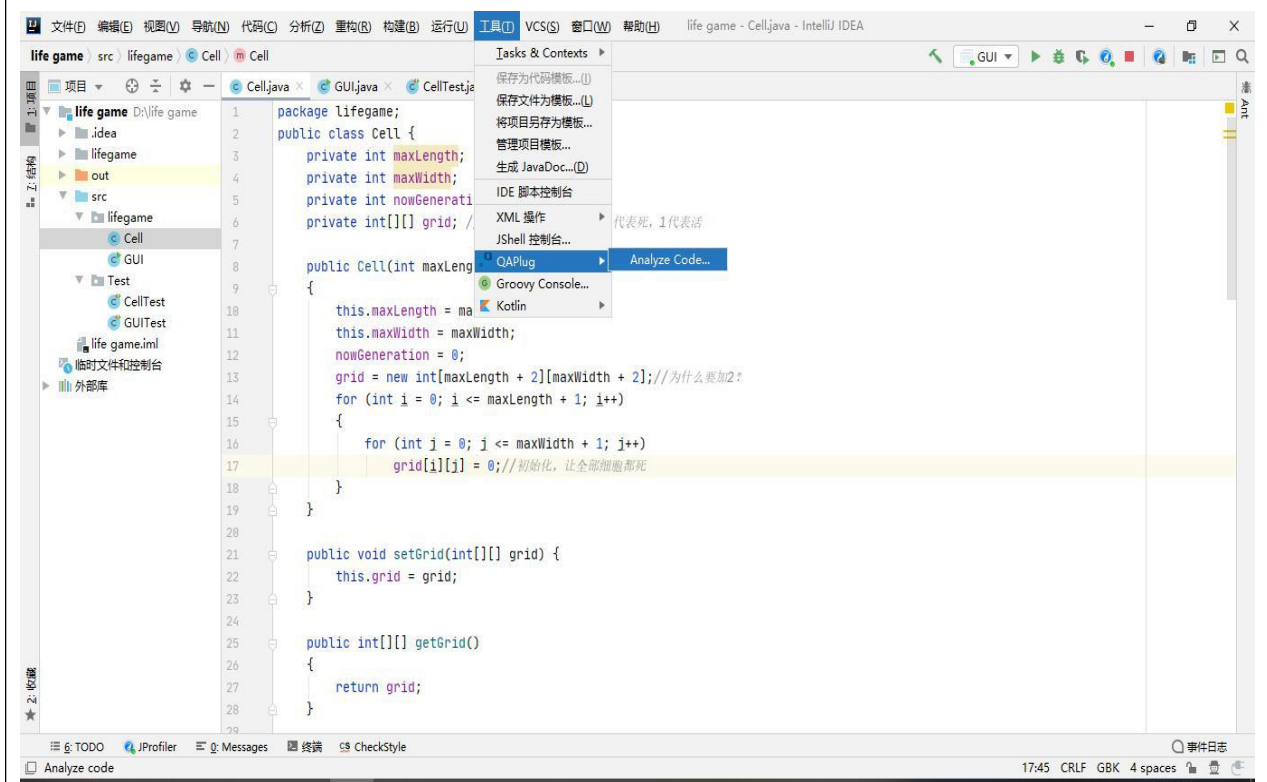 文件(F) 编辑(E) 视图(V) 导航(N) 代码(C) 分析(Z) 重构(R) 构建(B) 运行(U) 工具(T) VCS(S) 窗口(W) 帮助(H) life game - Cell.java - IntelliJ IDEA
life game src lifegame Cell Cell
GUI
Tasks & Contexts
保存为代码模板...(J)
保存文件为模板...(L)
将项目另存为模板...
管理项目模板...
生成 JavaDoc...(D)
IDE 脚本控制台
XML 操作
JShell 控制台...
QAPlug
Analyze Code...
Groovy Console...
Kotlin
1: 项目
Z: 结构
2: 收藏
Ant
项目
life game D:\life game
.idea
lifegame
out
src
lifegame
Cell
GUI
Test
CellTest
GUITest
life game.iml
临时文件和控制台
外部库
Cell.java GUI.java CellTest.ja
1 package lifegame;
2 public class Cell {
3 private int maxLength;
4 private int maxWidth;
5 private int nowGenerati
6 private int[][] grid; // 代表死，1代表活
7
8 public Cell(int maxLeng
9 {
10 this.maxLength = ma
11 this.maxWidth = maxWidth;
12 nowGeneration = 0;
13 grid = new int[maxLength + 2][maxWidth + 2];//为什么要加2？
14 for (int i = 0; i <= maxLength + 1; i++)
15 {
16 for (int j = 0; j <= maxWidth + 1; j++)
17 grid[i][j] = 0;//初始化，让全部细胞都死
18 }
19 }
20
21 public void setGrid(int[][] grid) {
22 this.grid = grid;
23 }
24
25 public int[][] getGrid()
26 {
27 return grid;
28 }
29
6: TODO JProfiler 0: Messages 终端 CheckStyle 事件日志
Analyze code 17:45 CRLF GBK 4 spaces